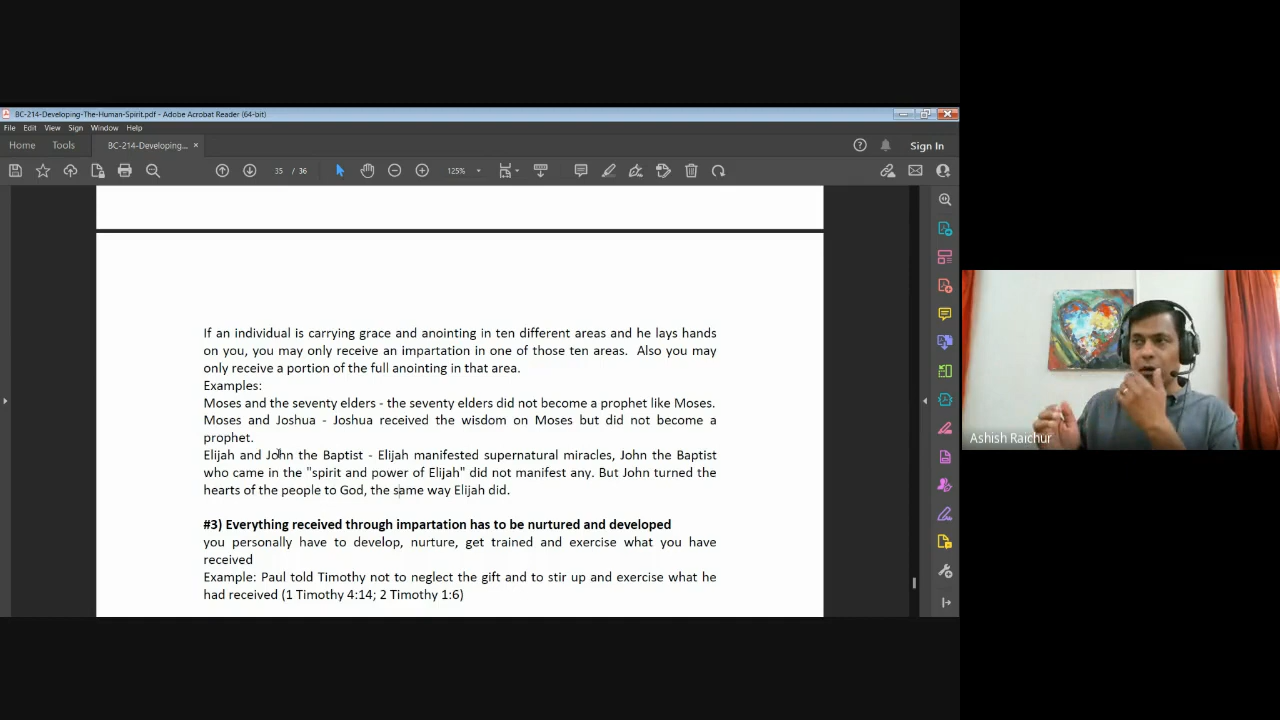 BC-214-Developing-The-Human-Spirit.pdf - Adobe Acrobat Reader (64-bit)
File Edit View Sign Window Help
Home Tools BC-214-Developing... × Sign In
35 / 36 125%
If an individual is carrying grace and anointing in ten different areas and he lays hands
on you, you may only receive an impartation in one of those ten areas. Also you may
only receive a portion of the full anointing in that area.
Examples:
Moses and the seventy elders - the seventy elders did not become a prophet like Moses.
Moses and Joshua - Joshua received the wisdom on Moses but did not become a
prophet.
Elijah and John the Baptist - Elijah manifested supernatural miracles, John the Baptist
who came in the "spirit and power of Elijah" did not manifest any. But John turned the
hearts of the people to God, the same way Elijah did.
#3) Everything received through impartation has to be nurtured and developed
you personally have to develop, nurture, get trained and exercise what you have
received
Example: Paul told Timothy not to neglect the gift and to stir up and exercise what he
had received (1 Timothy 4:14; 2 Timothy 1:6)
Ashish Raichur